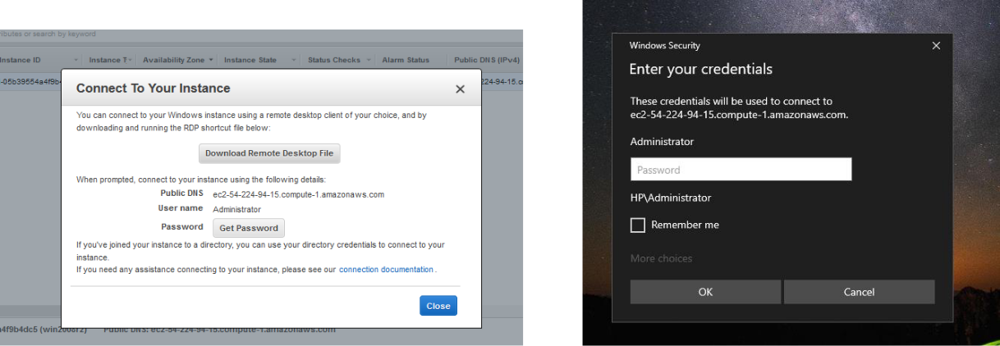 ributes or search by keyword
Instance ID Instance T Availability Zone Instance State Status Checks Alarm Status Public DNS (IPv4)
-05b39554a4f9b4 224-94-15.co
Connect To Your Instance
You can connect to your Windows instance using a remote desktop client of your choice, and by
downloading and running the RDP shortcut file below:
Download Remote Desktop File
When prompted, connect to your instance using the following details:
Public DNS ec2-54-224-94-15.compute-1.amazonaws.com
User name Administrator
Password Get Password
If you've joined your instance to a directory, you can use your directory credentials to connect to your
instance.
If you need any assistance connecting to your instance, please see our connection documentation.
Close
a4f9b4dc5 (win2008r2) Public DNS: ec2-54-224-94-15.compute-1.amazonaws.com
Windows Security
Enter your credentials
These credentials will be used to connect to
ec2-54-224-94-15.compute-1.amazonaws.com.
Administrator
Password
HP\Administrator
Remember me
More choices
OK Cancel